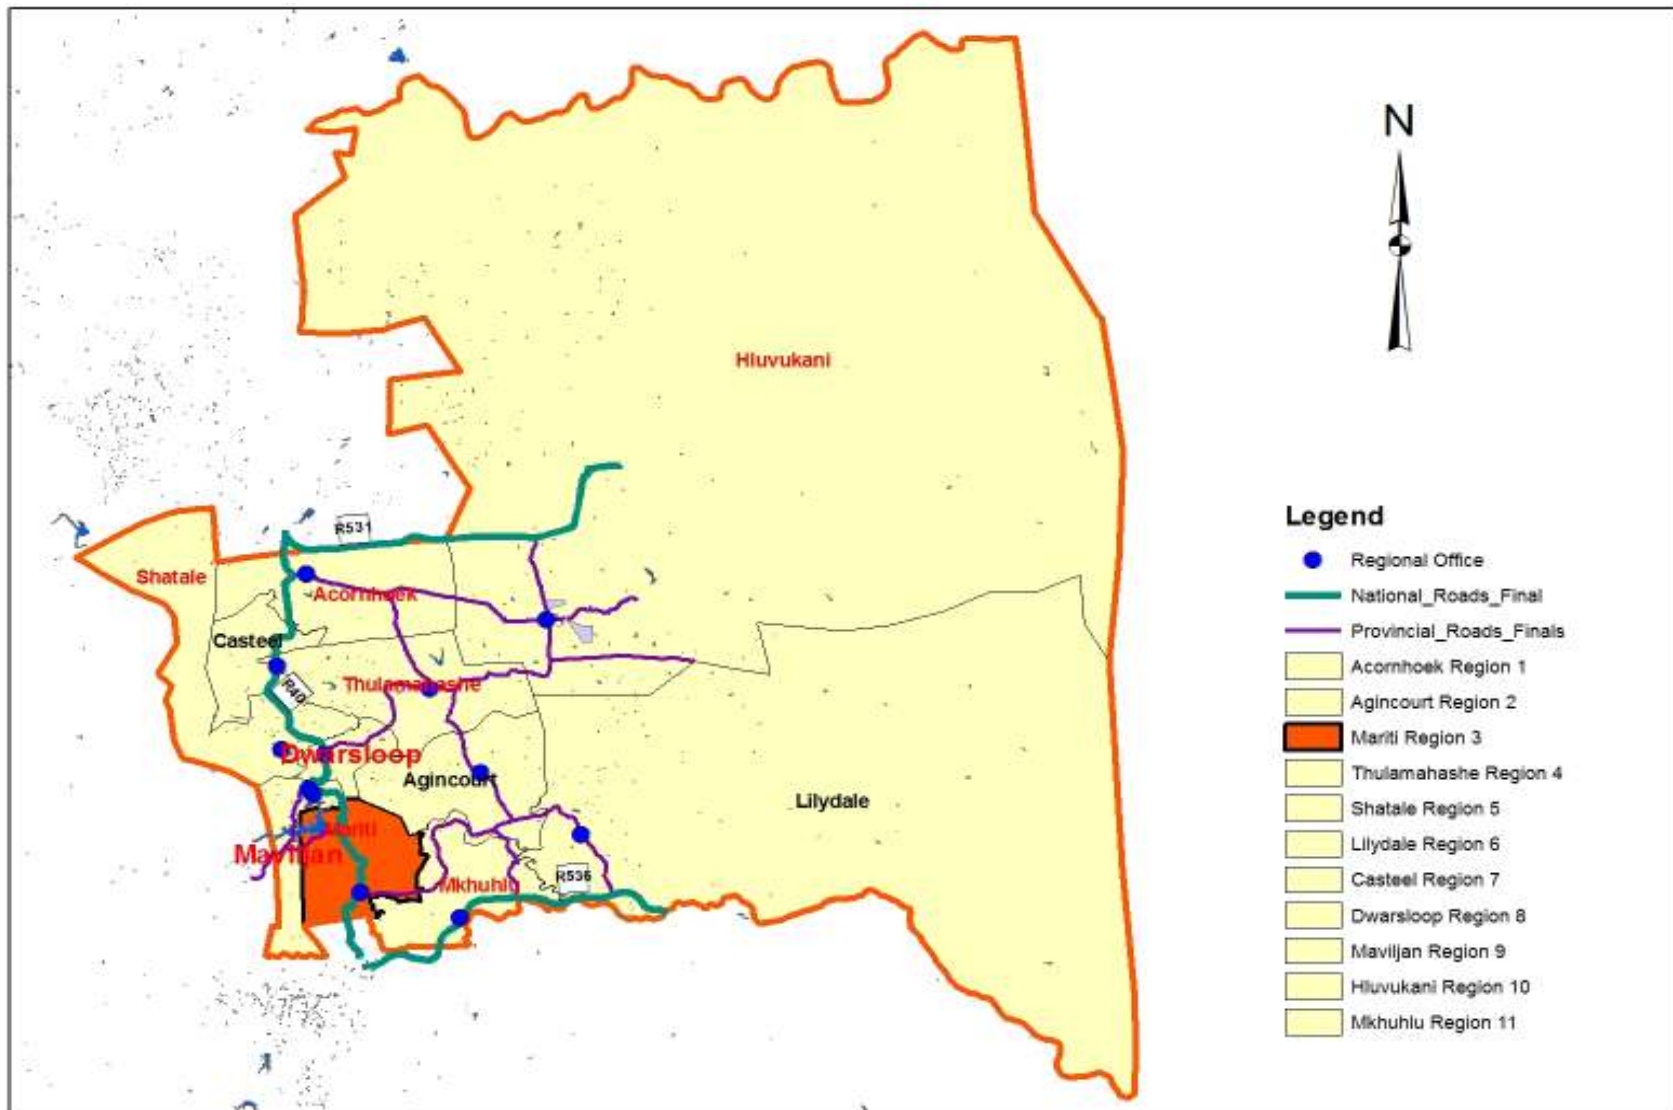 N
Hluvukani
R531
Shatale
Acornhoek
Casteel
R40
Thulamahashe
Dwarsloop
Agincourt
Lilydale
Mariti
Maviljan
Mkhuhlu
R536
Legend
Regional Office
National_Roads_Final
Provincial_Roads_Finals
Acornhoek Region 1
Agincourt Region 2
Mariti Region 3
Thulamahashe Region 4
Shatale Region 5
Lilydale Region 6
Casteel Region 7
Dwarsloop Region 8
Maviljan Region 9
Hluvukani Region 10
Mkhuhlu Region 11